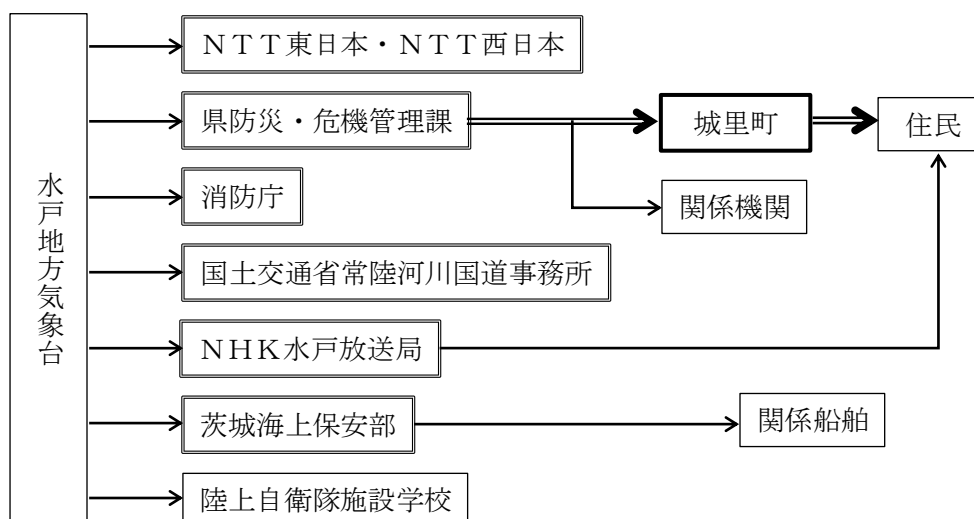 水戸地方気象台
ＮＴＴ東日本・ＮＴＴ西日本
県防災・危機管理課
城里町
住民
消防庁
関係機関
国土交通省常陸河川国道事務所
ＮＨＫ水戸放送局
茨城海上保安部
関係船舶
陸上自衛隊施設学校